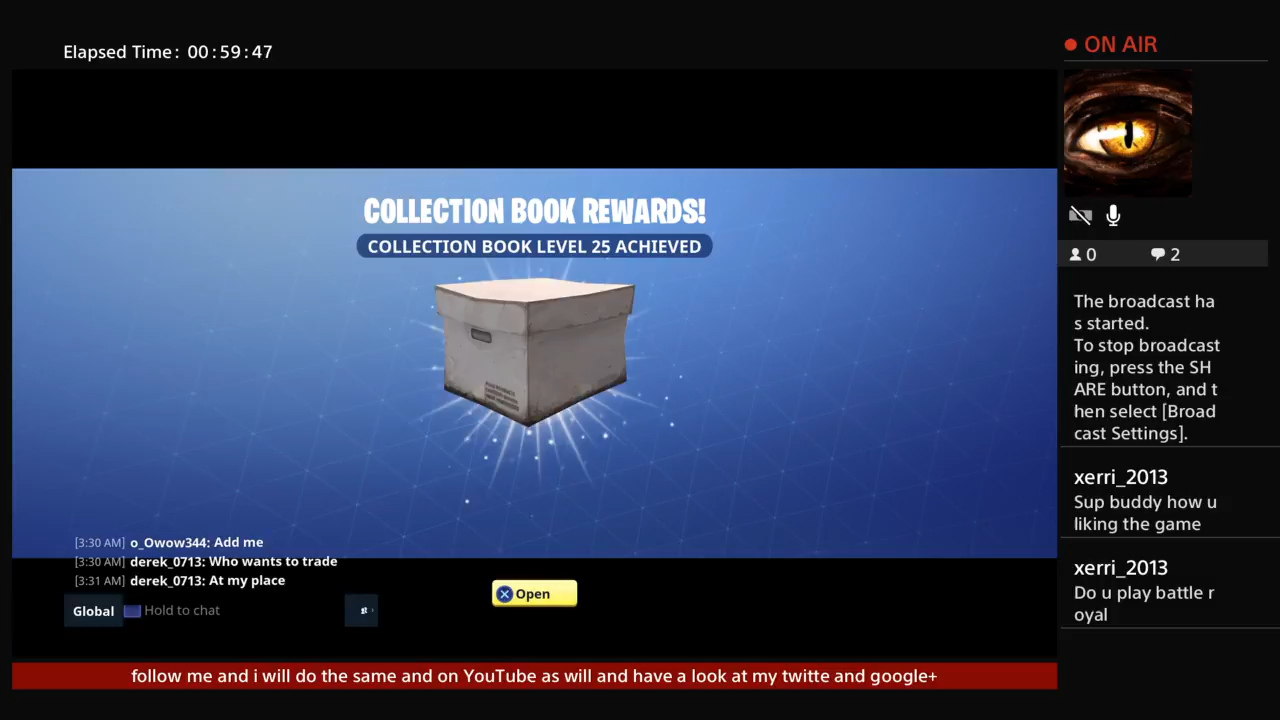 Elapsed Time: 00:59:47
ON AIR
COLLECTION BOOK REWARDS!
COLLECTION BOOK LEVEL 25 ACHIEVED
0 2
The broadcast ha
s started.
To stop broadcast
ing, press the SH
ARE button, and t
hen select [Broad
cast Settings].
xerri_2013
Sup buddy how u
liking the game
xerri_2013
Do u play battle r
oyal
[3:30 AM] o_Owow344: Add me
[3:30 AM] derek_0713: Who wants to trade
[3:31 AM] derek_0713: At my place
Global Hold to chat
Open
follow me and i will do the same and on YouTube as will and have a look at my twitte and google+